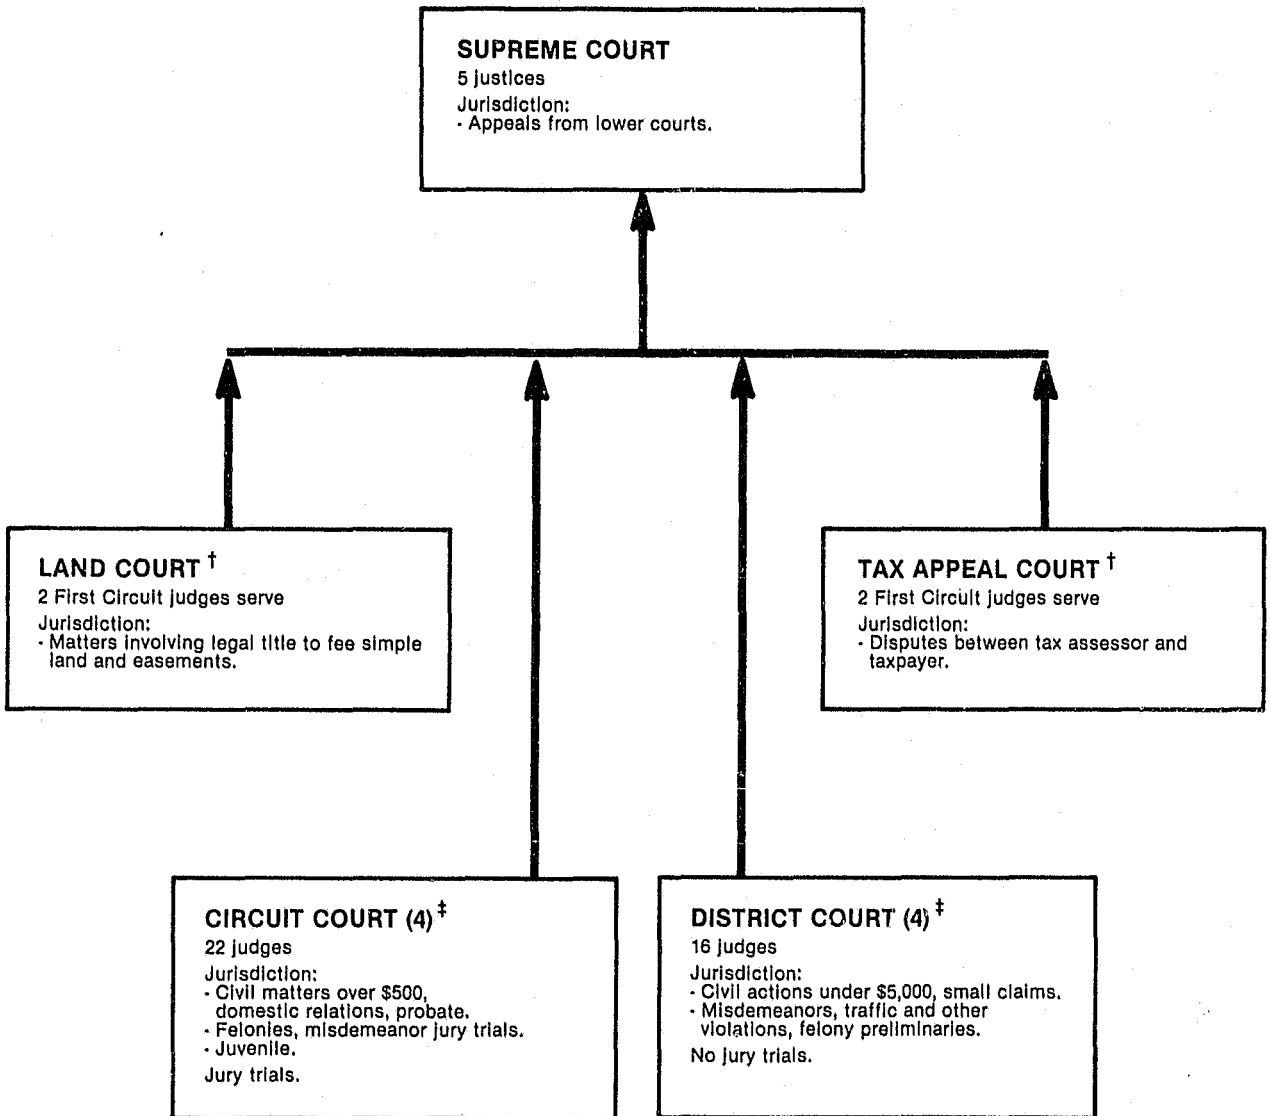 SUPREME COURT
5 justices
Jurisdiction:
- Appeals from lower courts.
LAND COURT †
2 First Circuit judges serve
Jurisdiction:
- Matters involving legal title to fee simple
land and easements.
TAX APPEAL COURT †
2 First Circuit judges serve
Jurisdiction:
- Disputes between tax assessor and
taxpayer.
CIRCUIT COURT (4) ‡
22 judges
Jurisdiction:
- Civil matters over $500,
domestic relations, probate.
- Felonies, misdemeanor jury trials.
- Juvenile.
Jury trials.
DISTRICT COURT (4) ‡
16 judges
Jurisdiction:
- Civil actions under $5,000, small claims.
- Misdemeanors, traffic and other
violations, felony preliminaries.
No jury trials.